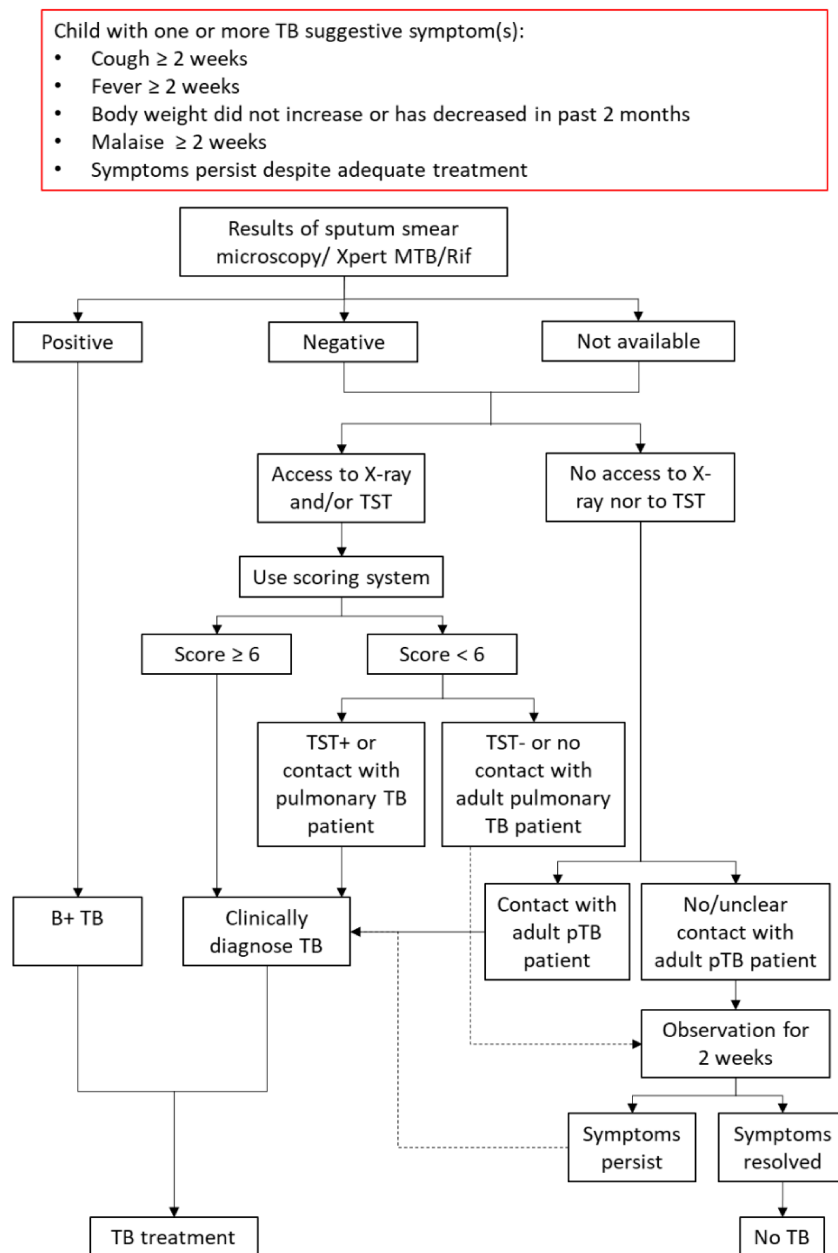 Child with one or more TB suggestive symptom(s):
• Cough ≥ 2 weeks
• Fever ≥ 2 weeks
• Body weight did not increase or has decreased in past 2 months
• Malaise ≥ 2 weeks
• Symptoms persist despite adequate treatment
Results of sputum smear
microscopy/ Xpert MTB/Rif
Positive
Negative
Not available
Access to X-ray
and/or TST
No access to X-
ray nor to TST
Use scoring system
Score ≥ 6
Score < 6
TST+ or
contact with
pulmonary TB
patient
TST- or no
contact with
adult pulmonary
TB patient
B+ TB
Clinically
diagnose TB
Contact with
adult pTB
patient
No/unclear
contact with
adult pTB patient
Observation for
2 weeks
Symptoms
persist
Symptoms
resolved
TB treatment
No TB